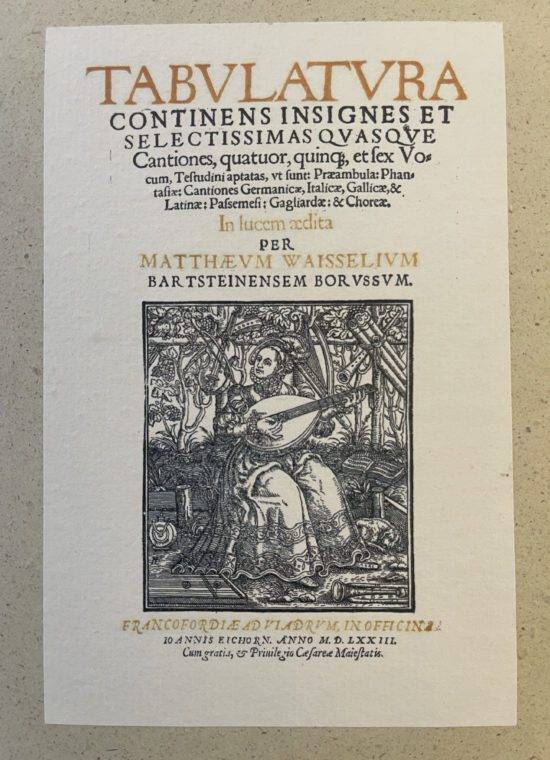 TABVLATVRA
CONTINENS INSIGNES ET
SELECTISSIMAS QVASQVE
Cantiones, quatuor, quinqꝫ, et sex Vo=
cum, Testudini aptatas, vt sunt: Præambula: Phan-
tasiæ: Cantiones Germanicæ, Italicæ, Gallicæ, &
Latinæ: Passemesi: Gagliardæ: & Choreæ.
In lucem ædita
PER
MATTHÆVM WAISSELIVM
BARTSTEINENSEM BORVSSVM.
FRANCOFORDIÆ AD VIADRVM, IN OFFICINA
IOANNIS EICHORN. ANNO M. D. LXXIII.
Cum gratia, & Priuilegio Cæsareæ Maiestatis.